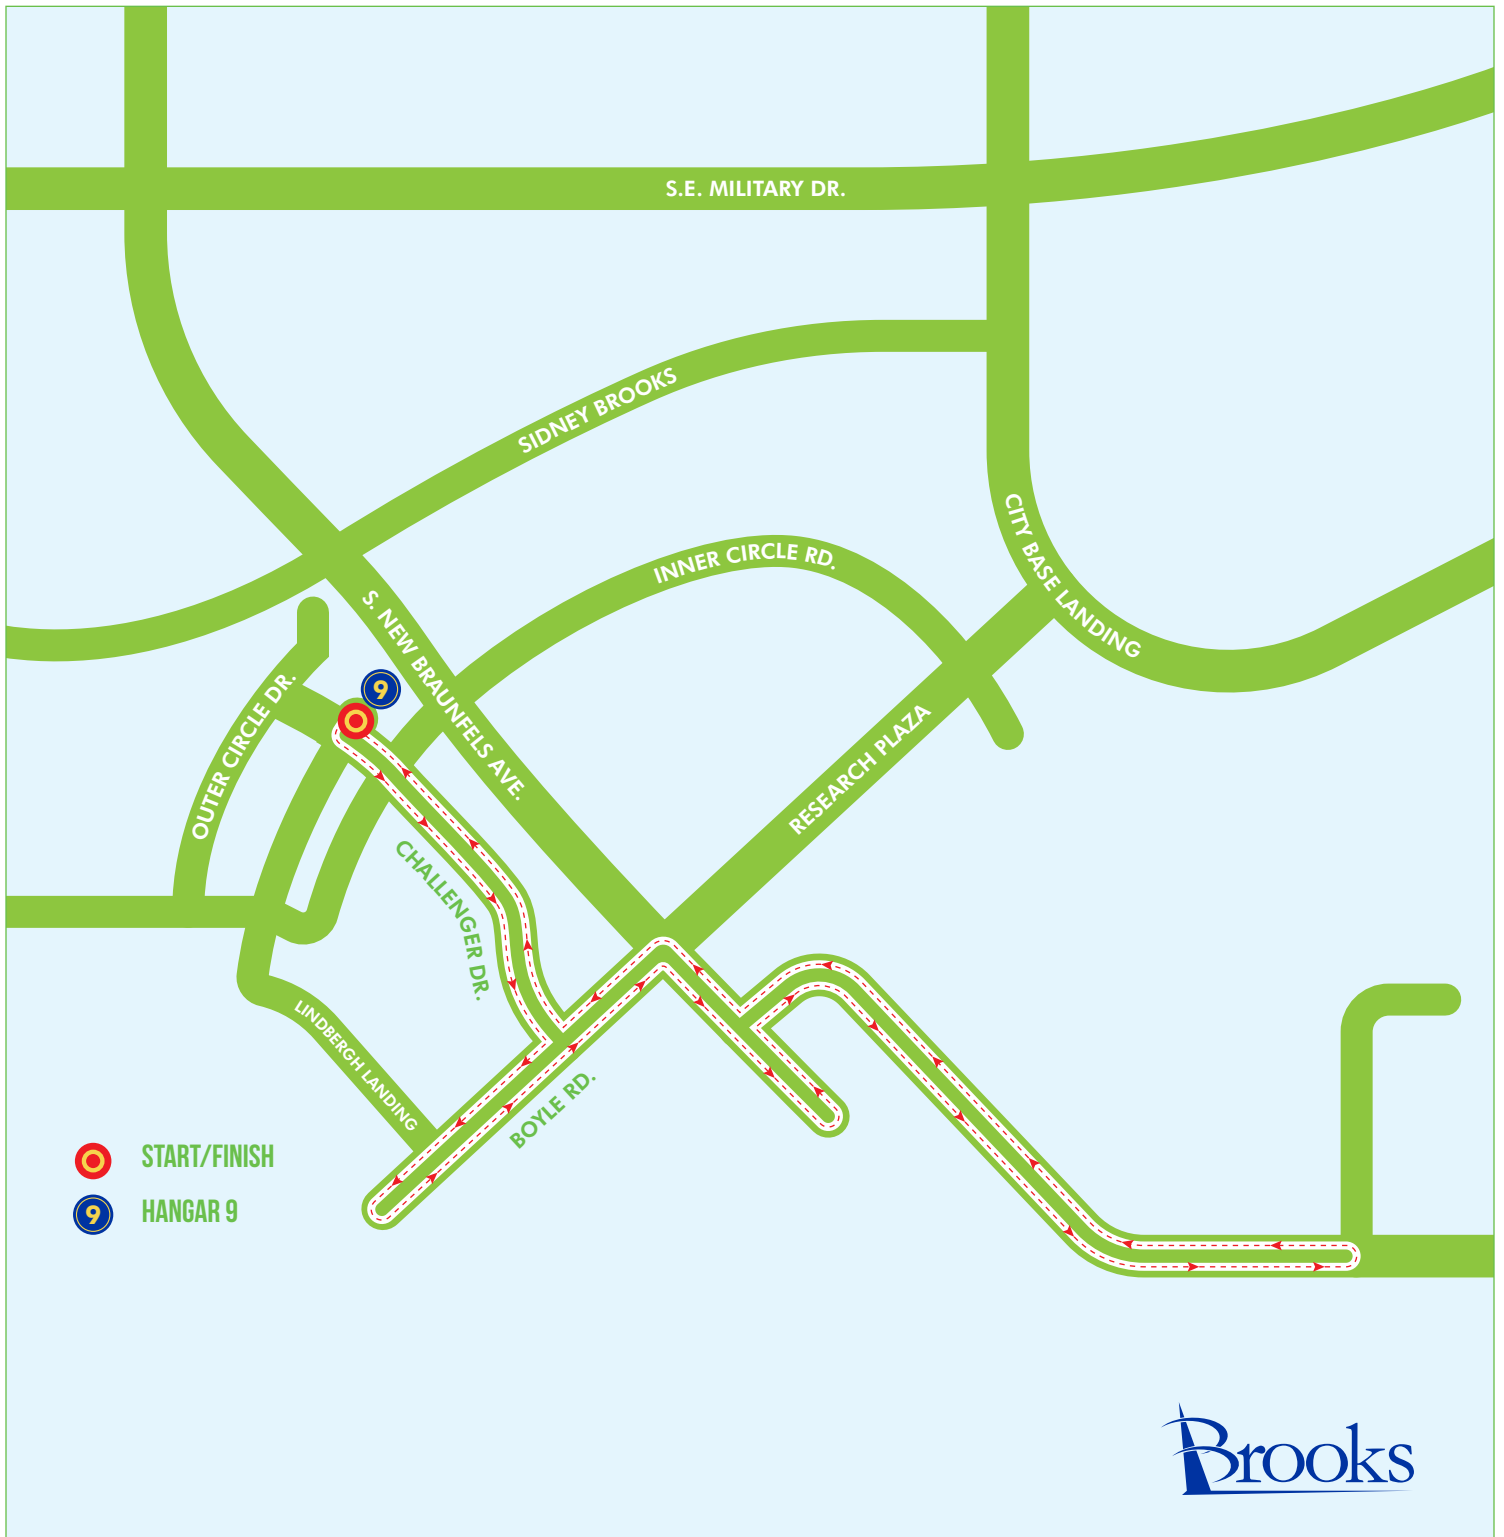 S.E. MILITARY DR.
SIDNEY BROOKS
CITY BASE LANDING
INNER CIRCLE RD.
S. NEW BRAUNFELS AVE.
9
OUTER CIRCLE DR.
RESEARCH PLAZA
CHALLENGER DR.
LINDBERGH LANDING
BOYLE RD.
START/FINISH
9 HANGAR 9
Brooks